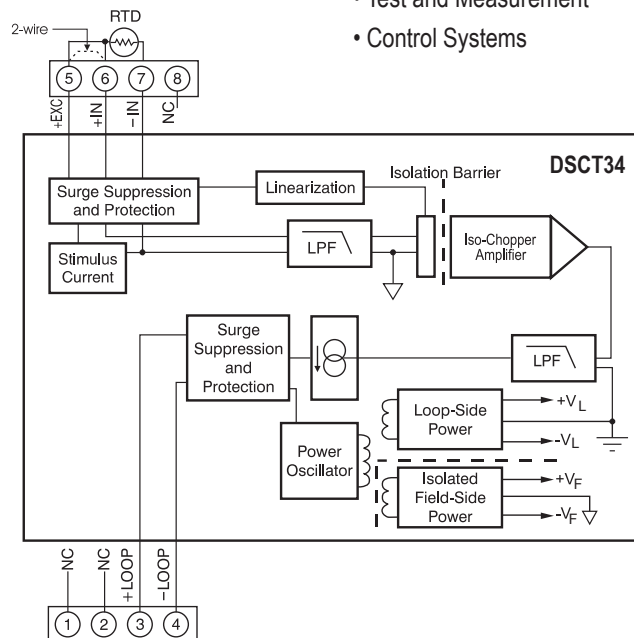 • Test and Measurement
• Control Systems
RTD
2-wire
5
6
7
8
+EXC
+IN
−IN
NC
DSCT34
Isolation Barrier
Surge Suppression
and Protection
Linearization
Iso-Chopper
Amplifier
LPF
Stimulus
Current
Surge
Suppression
and
Protection
LPF
Loop-Side
Power
+VL
-VL
Power
Oscillator
Isolated
Field-Side
Power
+VF
-VF
NC
NC
+LOOP
−LOOP
1
2
3
4